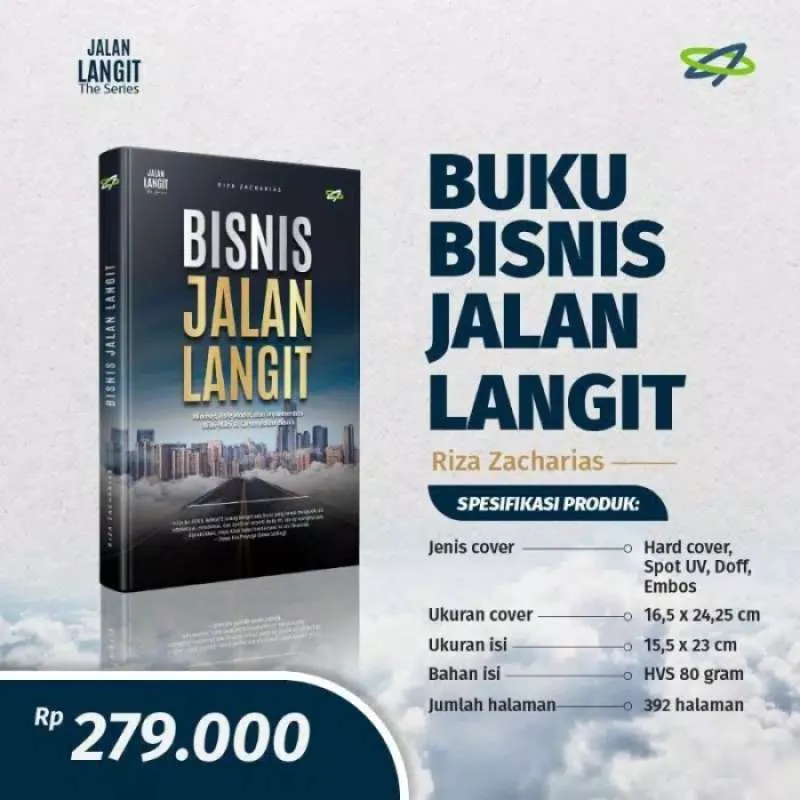 JALAN
LANGIT
The Series
JALAN
LANGIT
The Series
RIZA ZACHARIAS
BISNIS
JALAN
LANGIT
BISNIS JALAN LANGIT
RIZA ZACHARIAS
BUKU
BISNIS
JALAN
LANGIT
Riza Zacharias
SPESIFIKASI PRODUK:
Jenis cover Hard cover,
Spot UV, Doff,
Embos
Ukuran cover 16,5 x 24,25 cm
Ukuran isi 15,5 x 23 cm
Bahan isi HVS 80 gram
Jumlah halaman 392 halaman
Rp 279.000